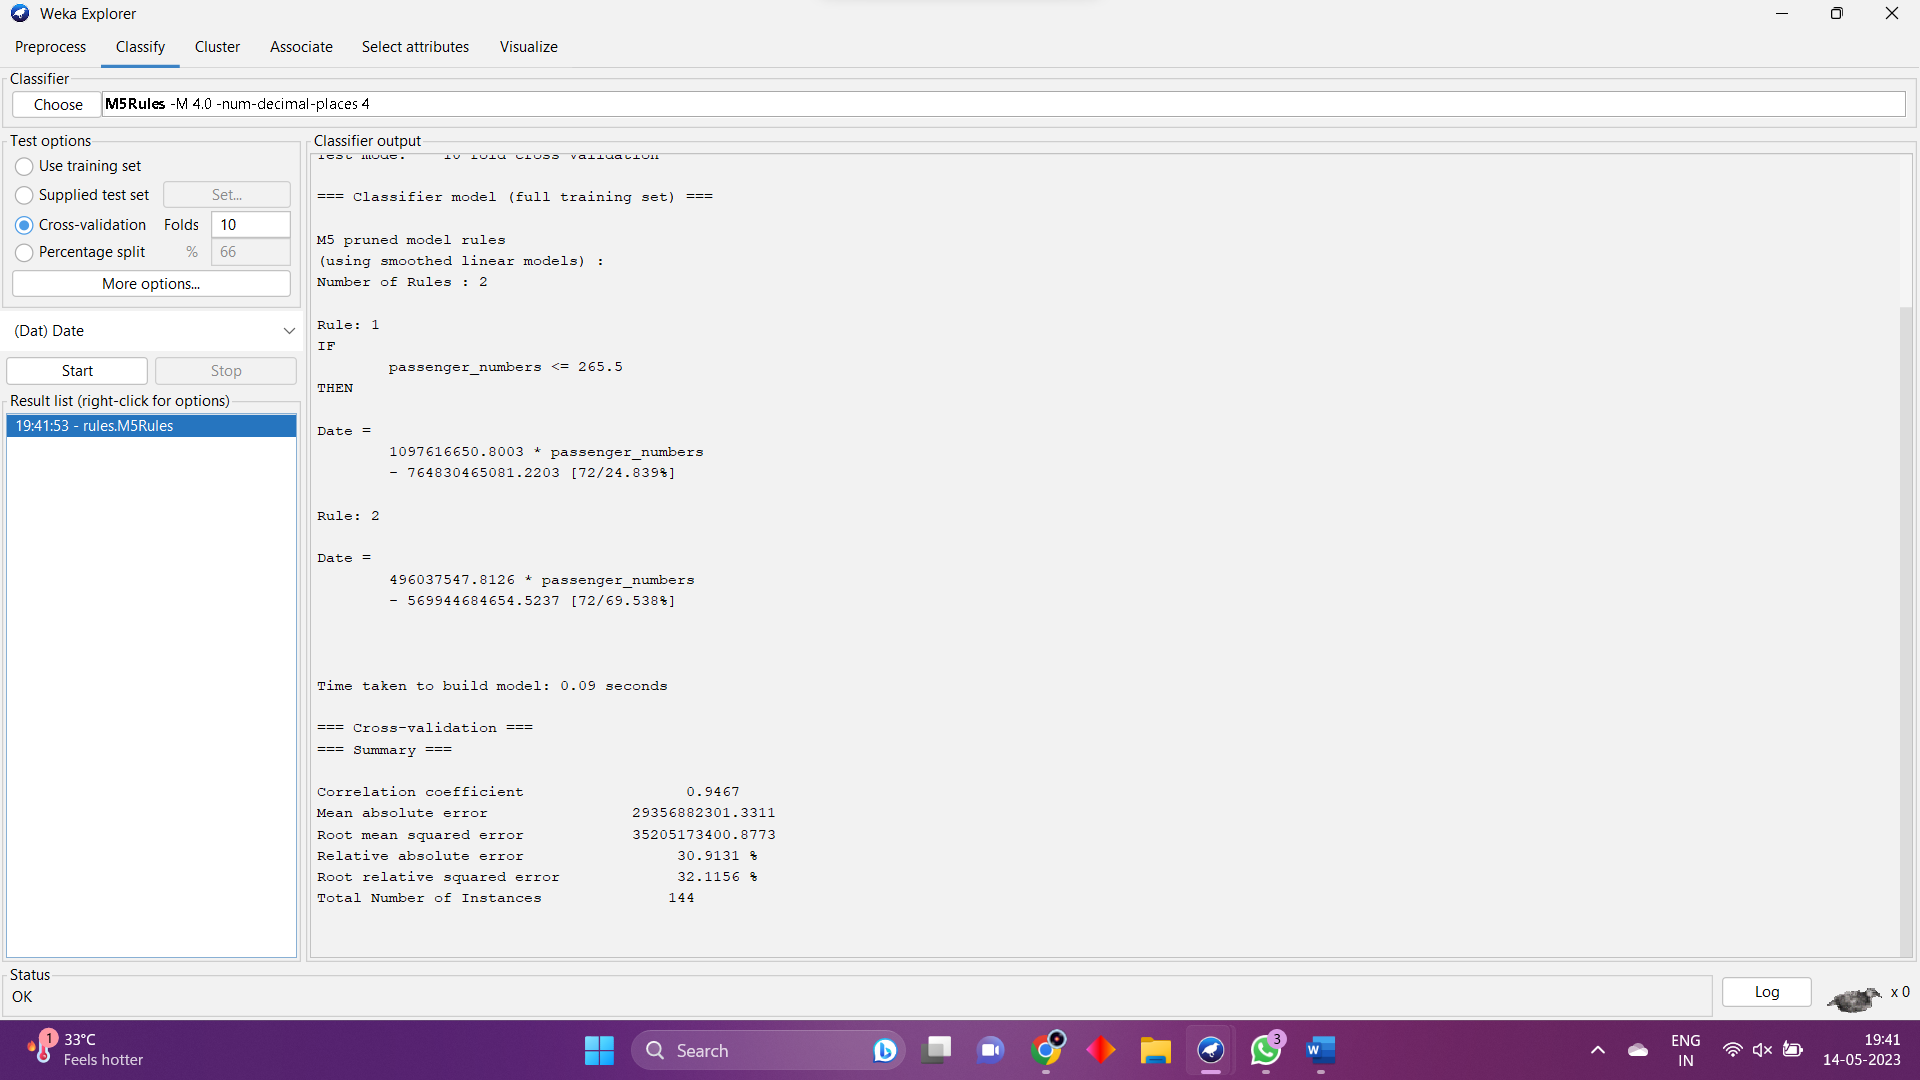 Weka Explorer
Preprocess Classify Cluster Associate Select attributes Visualize
Classifier
Choose M5Rules -M 4.0 -num-decimal-places 4
Test options
Use training set
Supplied test set Set...
Cross-validation Folds 10
Percentage split % 66
More options...
(Dat) Date
Start Stop
Result list (right-click for options)
19:41:53 - rules.M5Rules
Classifier output
Test mode: 10-fold cross-validation
=== Classifier model (full training set) ===
M5 pruned model rules
(using smoothed linear models) :
Number of Rules : 2
Rule: 1
IF
passenger_numbers <= 265.5
THEN
Date =
1097616650.8003 * passenger_numbers
- 764830465081.2203 [72/24.839%]
Rule: 2
Date =
496037547.8126 * passenger_numbers
- 569944684654.5237 [72/69.538%]
Time taken to build model: 0.09 seconds
=== Cross-validation ===
=== Summary ===
Correlation coefficient 0.9467
Mean absolute error 29356882301.3311
Root mean squared error 35205173400.8773
Relative absolute error 30.9131 %
Root relative squared error 32.1156 %
Total Number of Instances 144
Status
OK
Log x 0
1 33°C
Feels hotter
Search
3
W
ENG
IN
19:41
14-05-2023